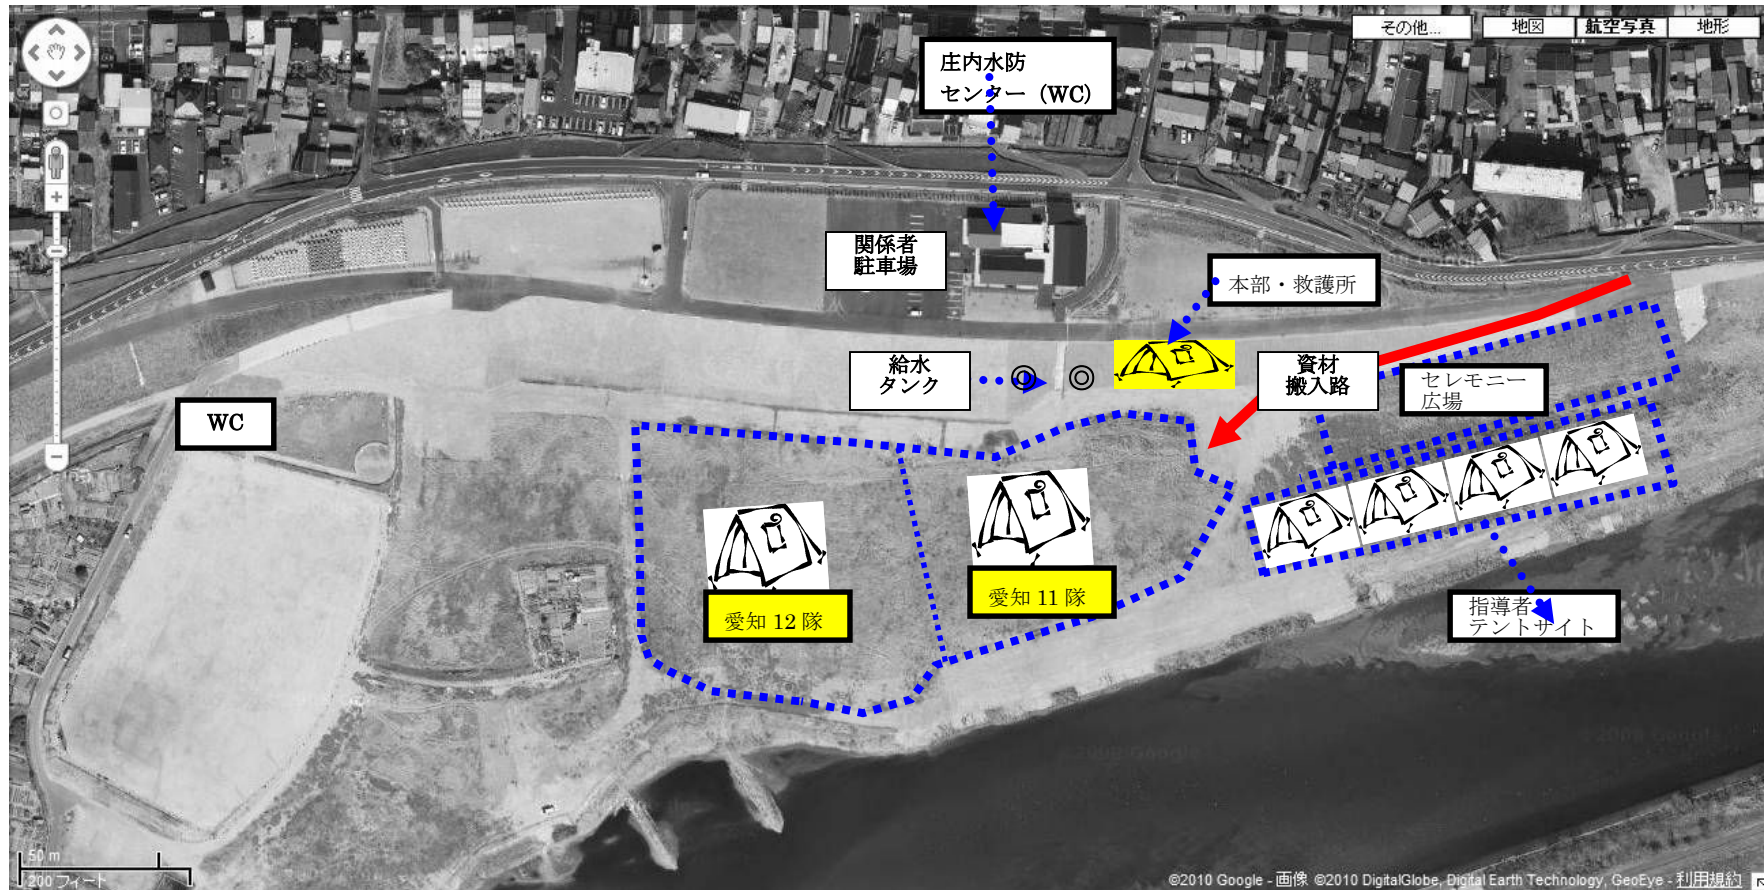 その他...
地図
航空写真
地形
庄内水防
センター（WC）
関係者
駐車場
本部・救護所
給水
タンク
資材
搬入路
セレモニー
広場
WC
愛知 12 隊
愛知 11 隊
指導者
テントサイト
50 m
200 フィート
©2010 Google - 画像 ©2010 DigitalGlobe, Digital Earth Technology, GeoEye - 利用規約